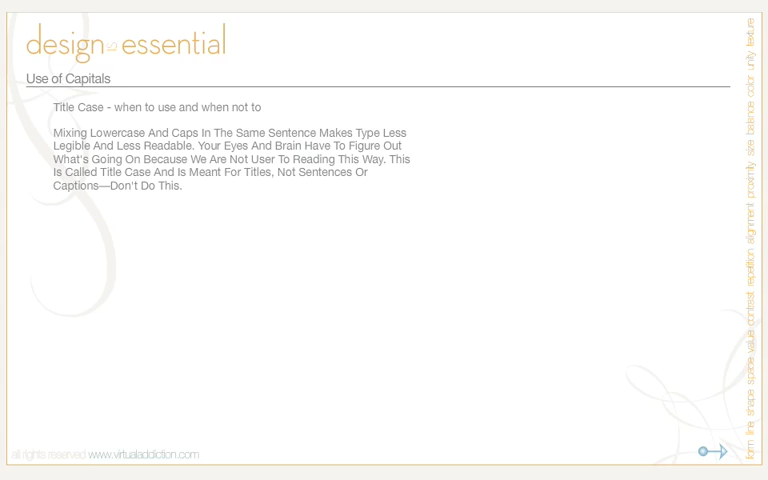 design is essential
Use of Capitals
Title Case - when to use and when not to
Mixing Lowercase And Caps In The Same Sentence Makes Type Less
Legible And Less Readable. Your Eyes And Brain Have To Figure Out
What's Going On Because We Are Not User To Reading This Way. This
Is Called Title Case And Is Meant For Titles, Not Sentences Or
Captions—Don't Do This.
form line shape space value contrast repetition alignment proximity size balance color unity texture
all rights reserved www.virtualaddiction.com